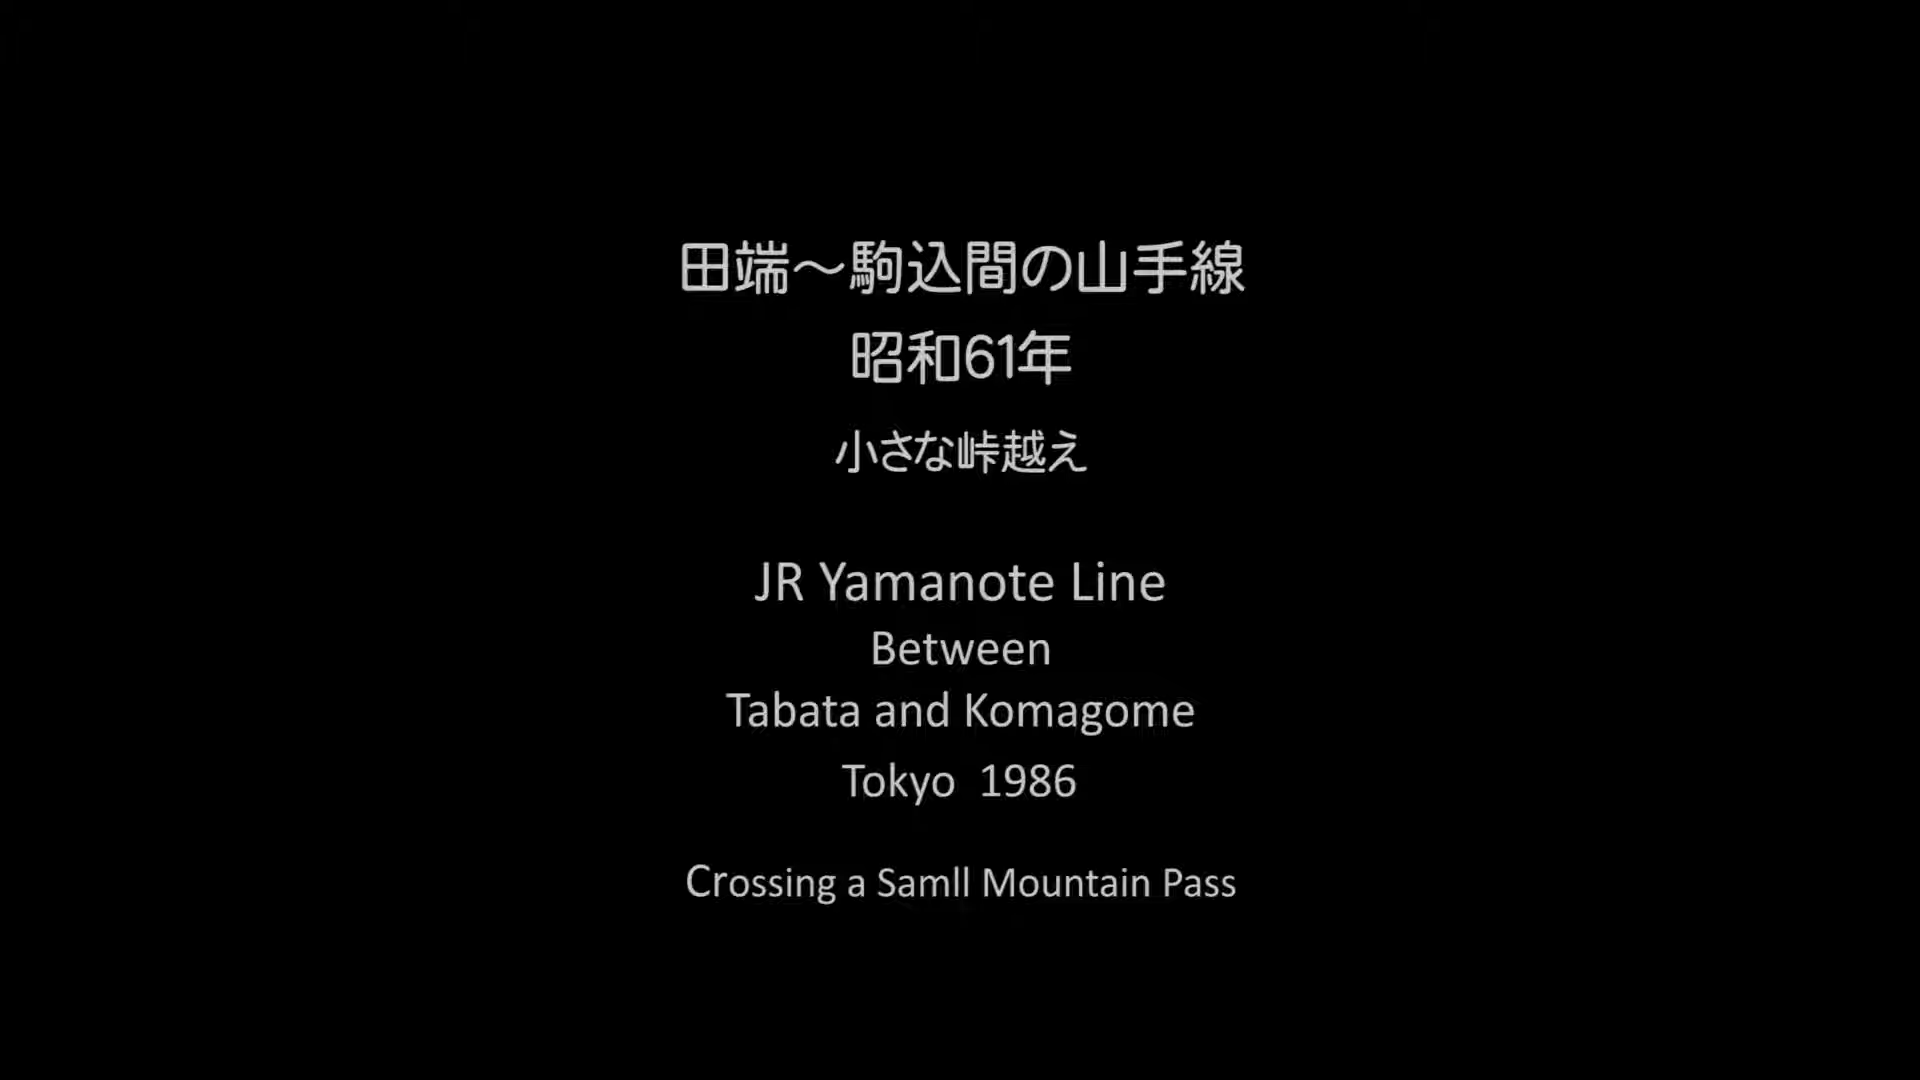 田端～駒込間の山手線
昭和61年
小さな峠越え
JR Yamanote Line
Between
Tabata and Komagome
Tokyo 1986
Crossing a Samll Mountain Pass